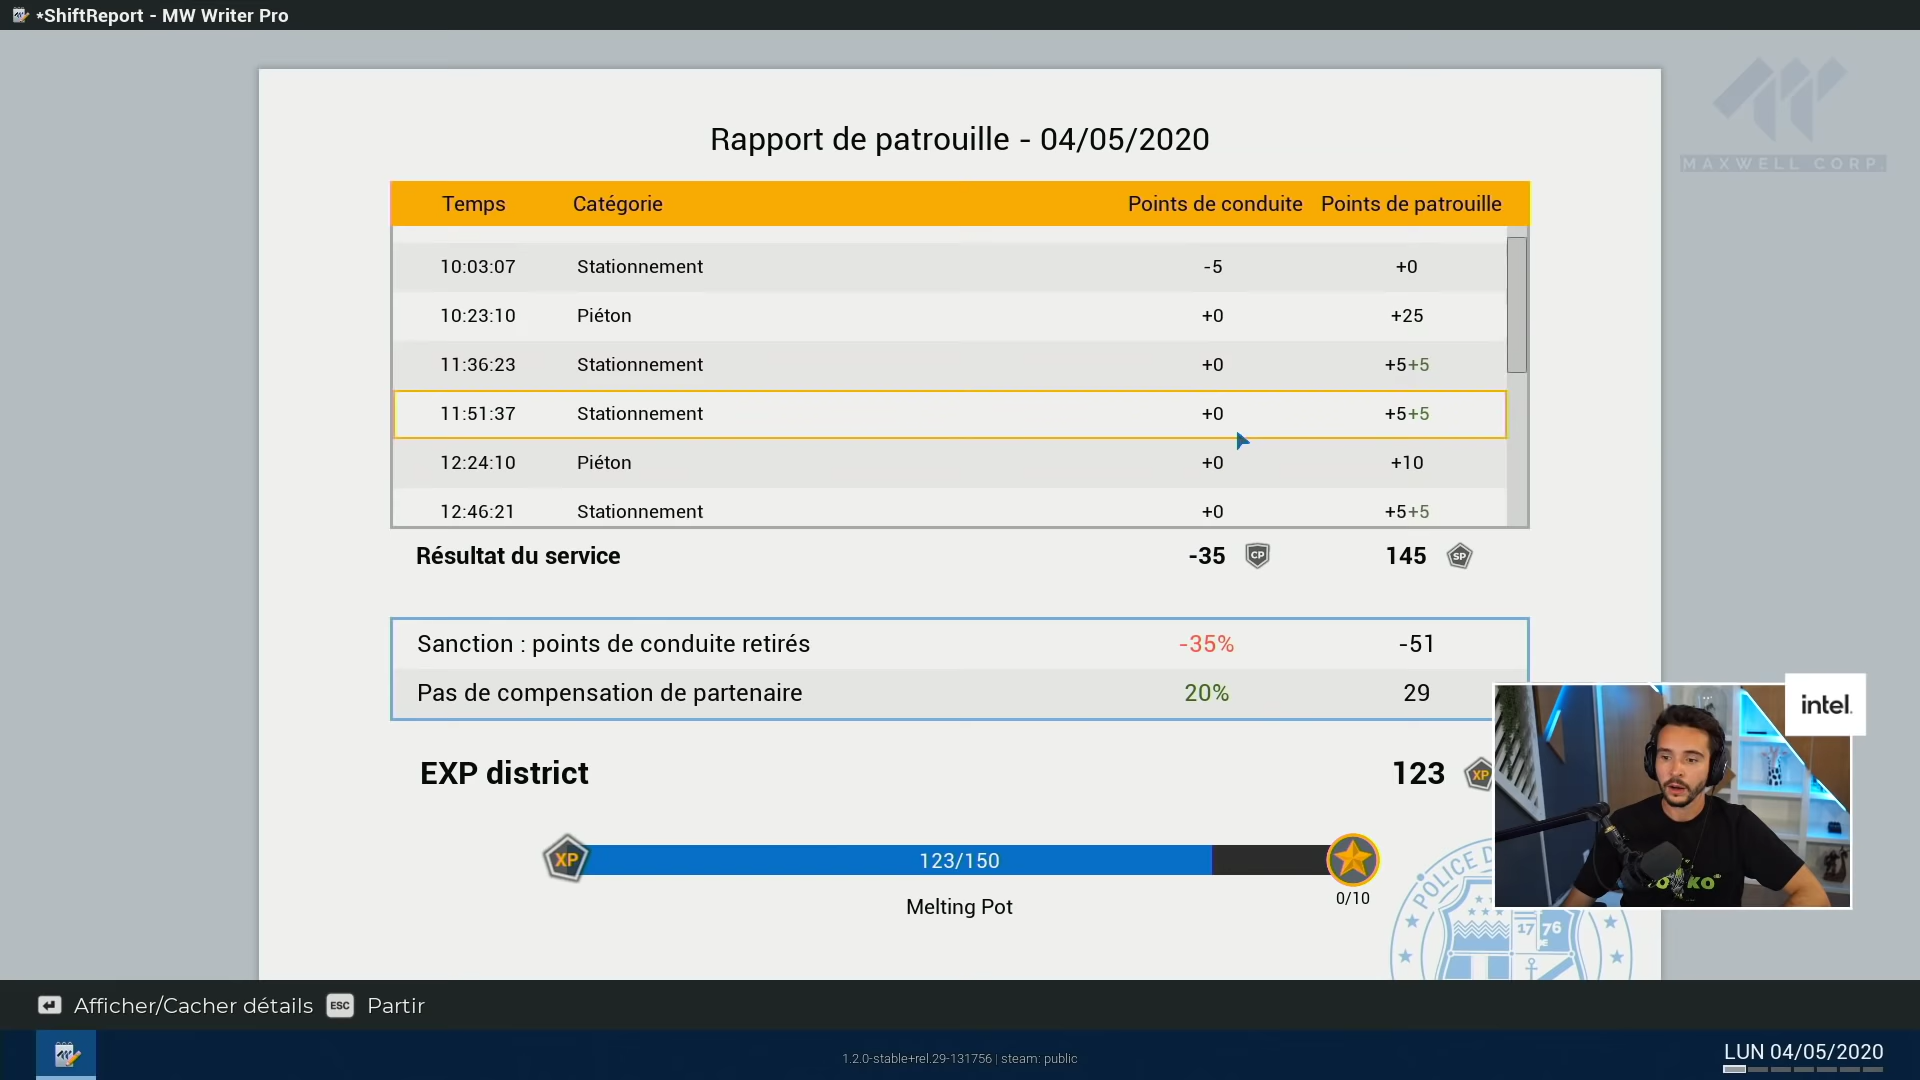 *ShiftReport - MW Writer Pro
MAXWELL CORP.
Rapport de patrouille - 04/05/2020
Temps Catégorie Points de conduite Points de patrouille
10:03:07 Stationnement -5 +0
10:23:10 Piéton +0 +25
11:36:23 Stationnement +0 +5+5
11:51:37 Stationnement +0 +5+5
12:24:10 Piéton +0 +10
12:46:21 Stationnement +0 +5+5
Résultat du service -35 CP 145 SP
Sanction : points de conduite retirés -35% -51
Pas de compensation de partenaire 20% 29
intel.
EXP district 123 XP
XP 123/150
0/10
Melting Pot
POLICE D
17 76
ESC
Afficher/Cacher détails Partir
1.2.0-stable+rel.29-131756 | steam: public
LUN 04/05/2020